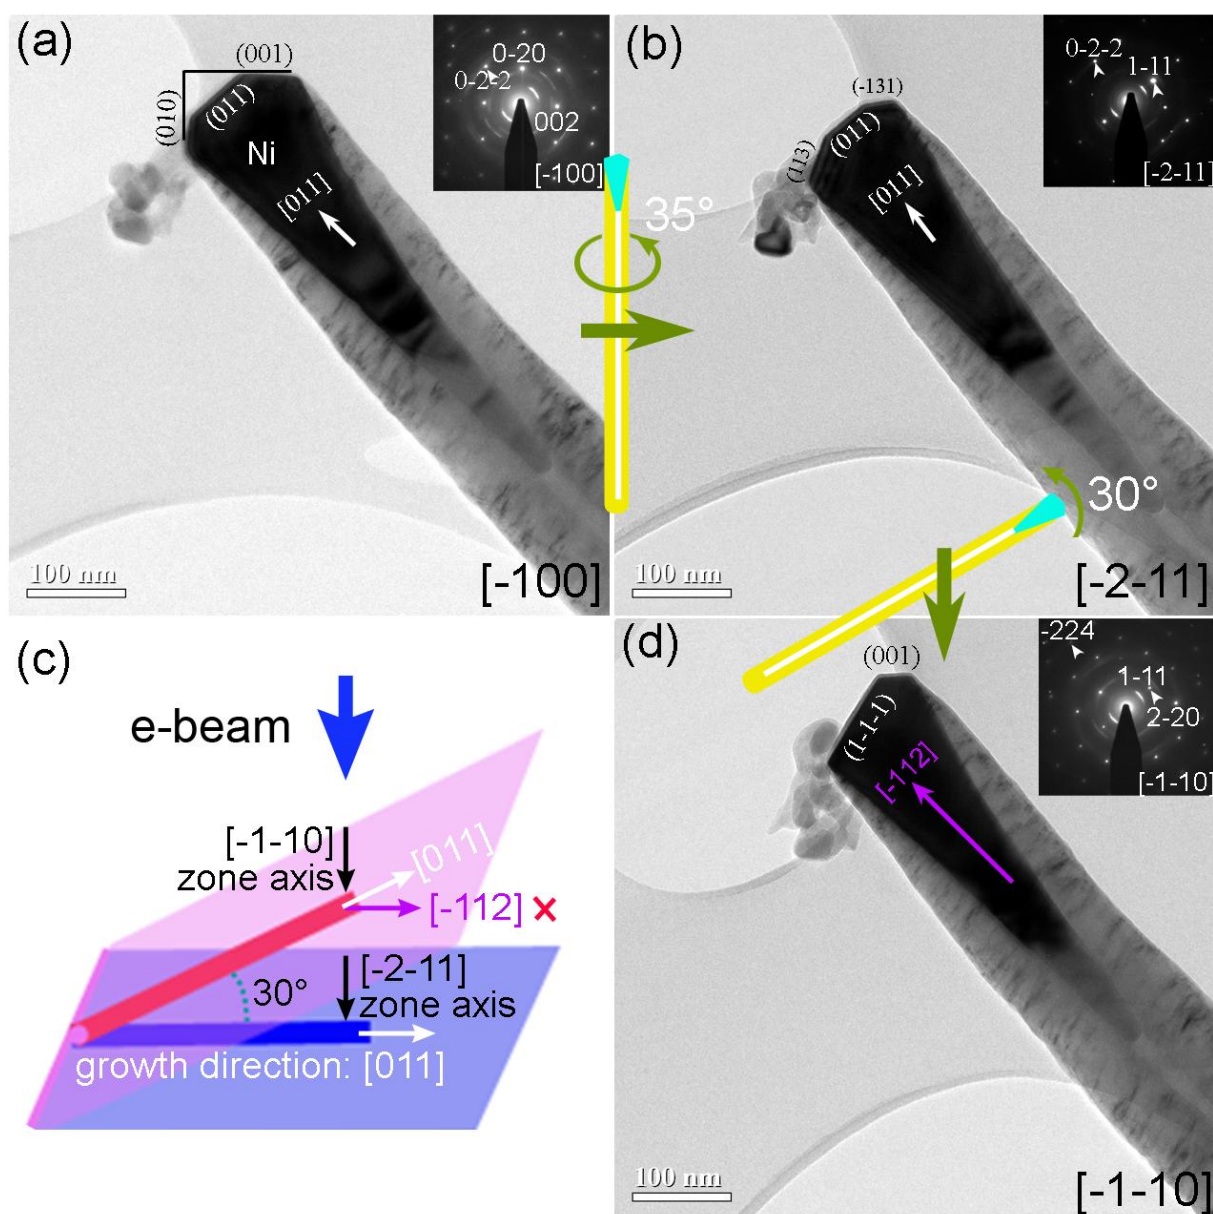 (a)
(001)
(010)
(011)
Ni
[011]
0-20
0-2-2
002
[-100]
100 nm
[-100]
35°
(b)
(-131)
(113)
(011)
[011]
0-2-2
1-11
[-2-11]
30°
100 nm
[-2-11]
(c)
e-beam
[-1-10]
zone axis
[011]
[-112] ×
[-2-11]
zone axis
30°
growth direction: [011]
(d)
(001)
(1-1-1)
[-112]
-224
1-11
2-20
[-1-10]
100 nm
[-1-10]